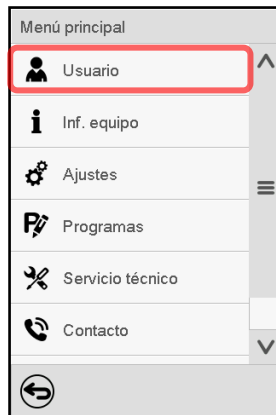 Menú principal
Usuario
Inf. equipo
Ajustes
Programas
Servicio técnico
Contacto